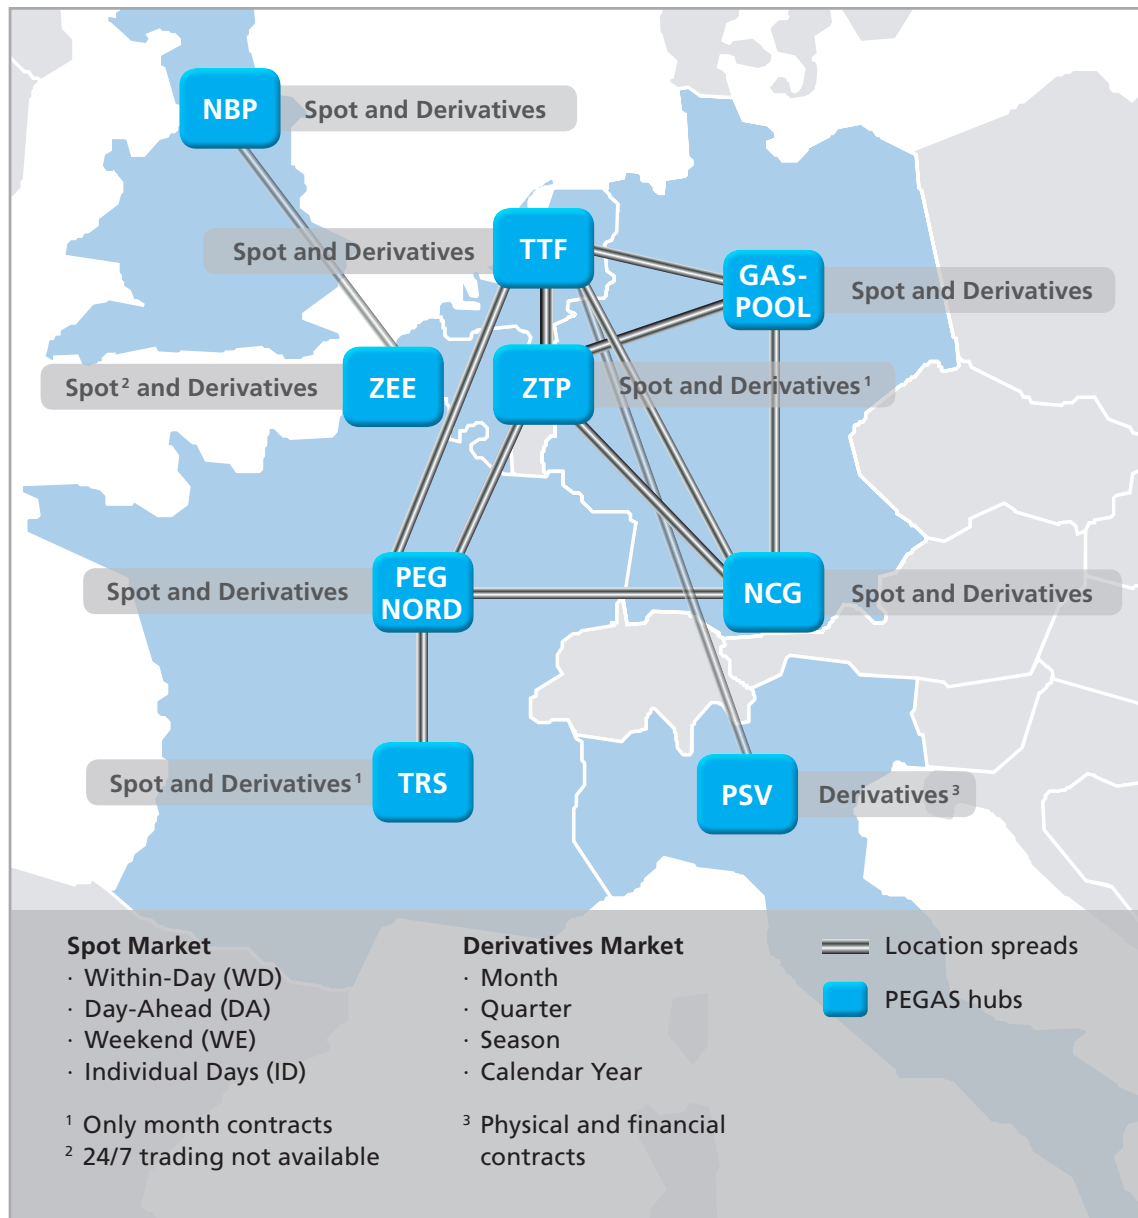 NBP
Spot and Derivatives
TTF
Spot and Derivatives
GAS-
POOL
Spot and Derivatives
ZEE
Spot² and Derivatives
ZTP
Spot and Derivatives¹
PEG
NORD
Spot and Derivatives
NCG
Spot and Derivatives
TRS
Spot and Derivatives¹
PSV
Derivatives³
Spot Market
· Within-Day (WD)
· Day-Ahead (DA)
· Weekend (WE)
· Individual Days (ID)
¹ Only month contracts
² 24/7 trading not available
Derivatives Market
· Month
· Quarter
· Season
· Calendar Year
³ Physical and financial
contracts
Location spreads
PEGAS hubs